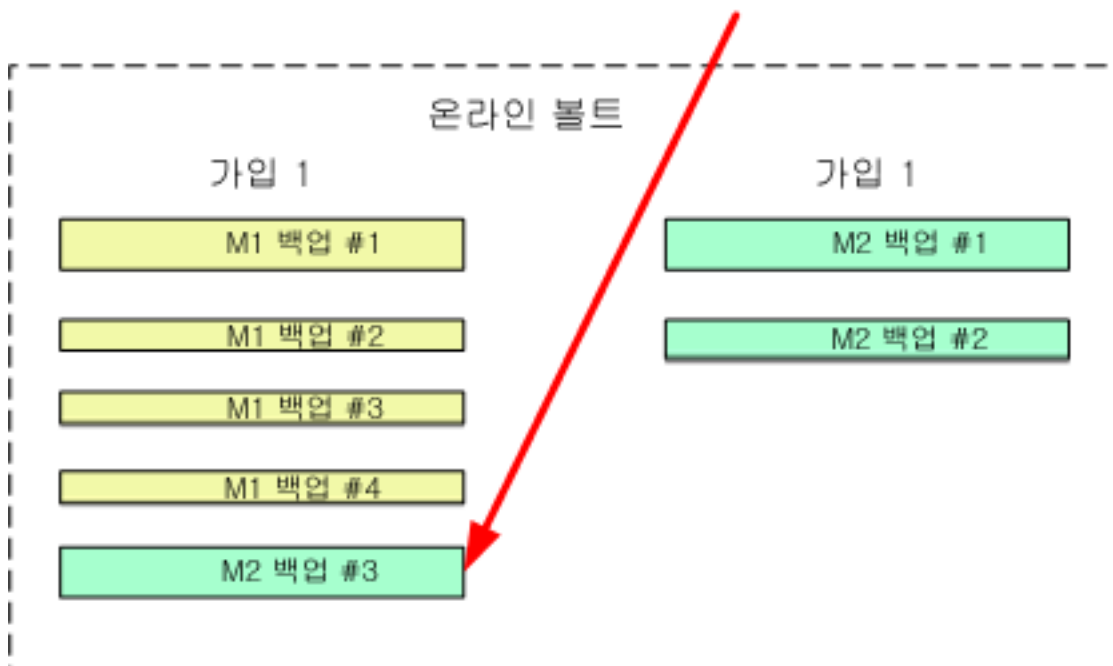 온라인 볼트
가입 1
M1 백업 #1
M1 백업 #2
M1 백업 #3
M1 백업 #4
M2 백업 #3
가입 1
M2 백업 #1
M2 백업 #2